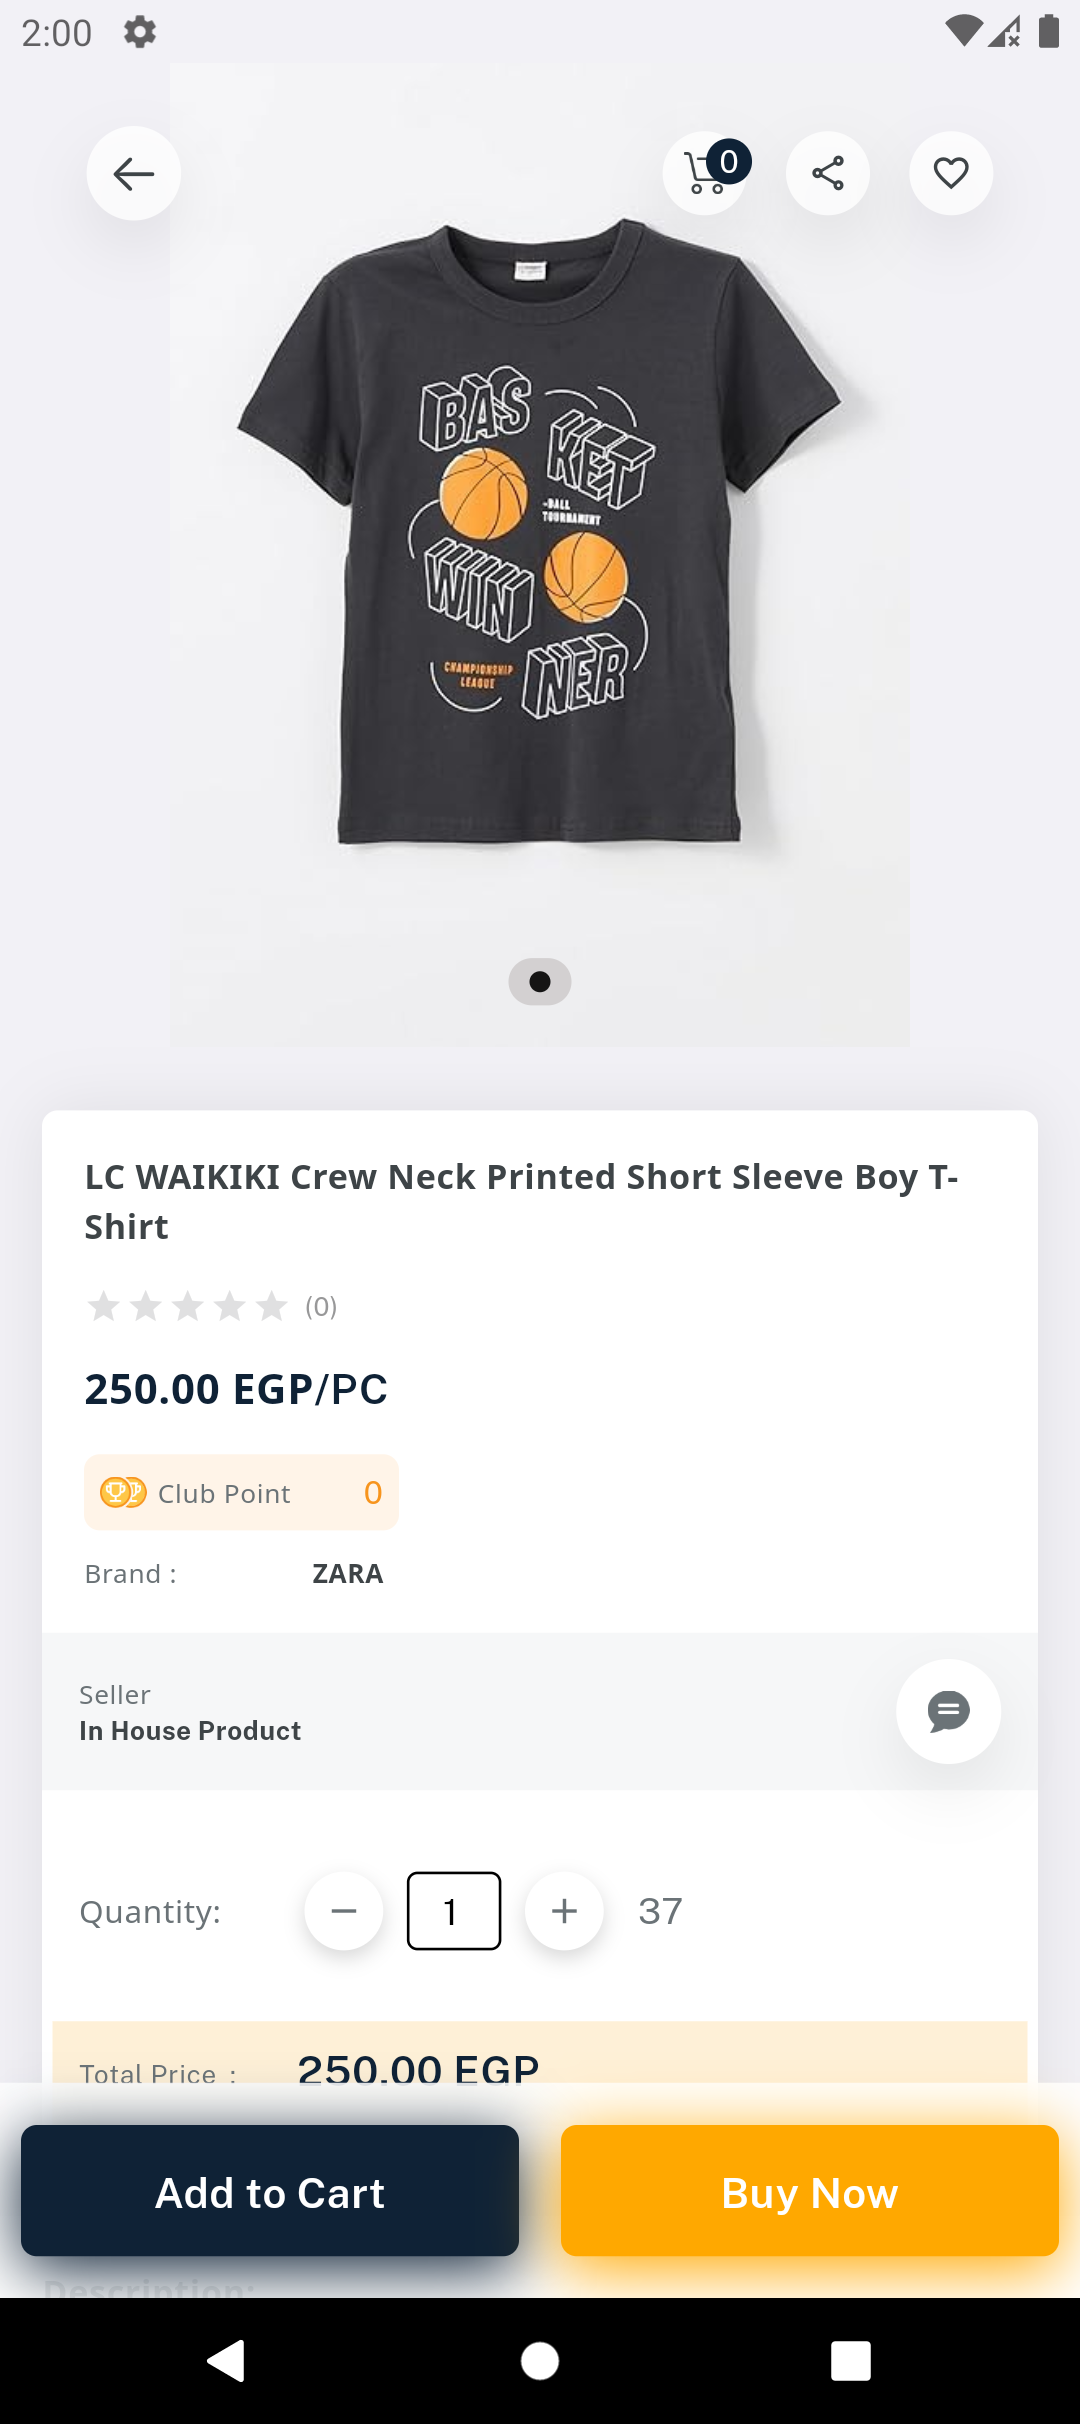 2:00
0
BAS
KET
-BALL
TOURNAMENT
WIN
NER
CHAMPIONSHIP
LEAGUE
LC WAIKIKI Crew Neck Printed Short Sleeve Boy T-
Shirt
(0)
250.00 EGP/PC
Club Point 0
Brand : ZARA
Seller
In House Product
Quantity: 1 37
Total Price : 250.00 EGP
Add to Cart
Buy Now
Description: